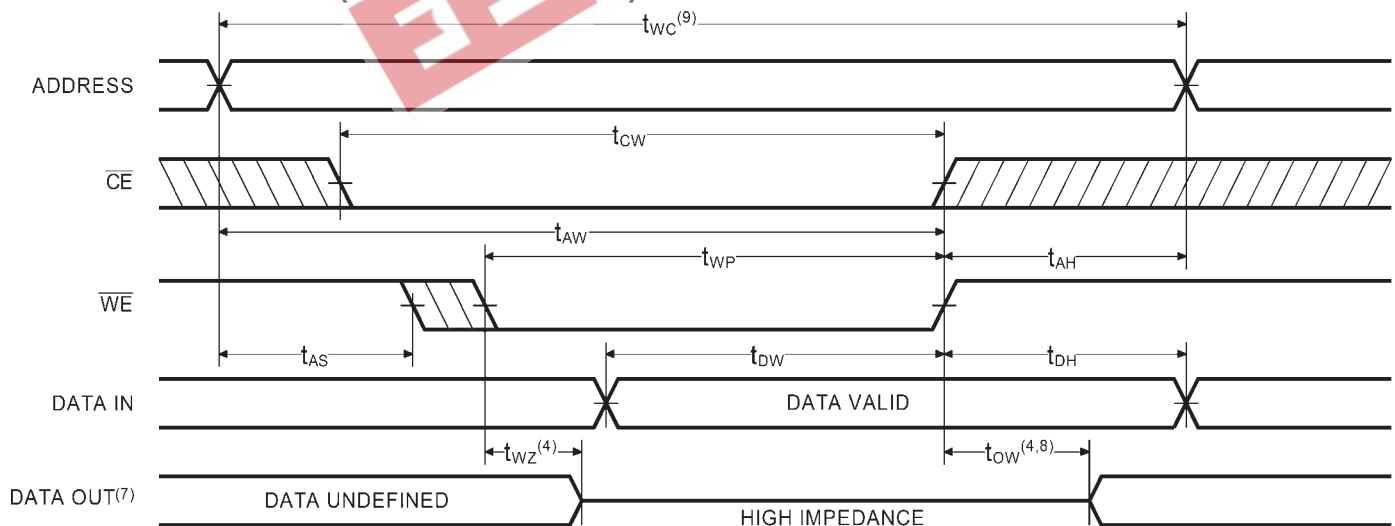 tWC(9)
ADDRESS
tCW
CE
tAW
tWP
tAH
WE
tAS
tDW
tDH
DATA IN
DATA VALID
tWZ(4)
tOW(4,8)
DATA OUT(7)
DATA UNDEFINED
HIGH IMPEDANCE